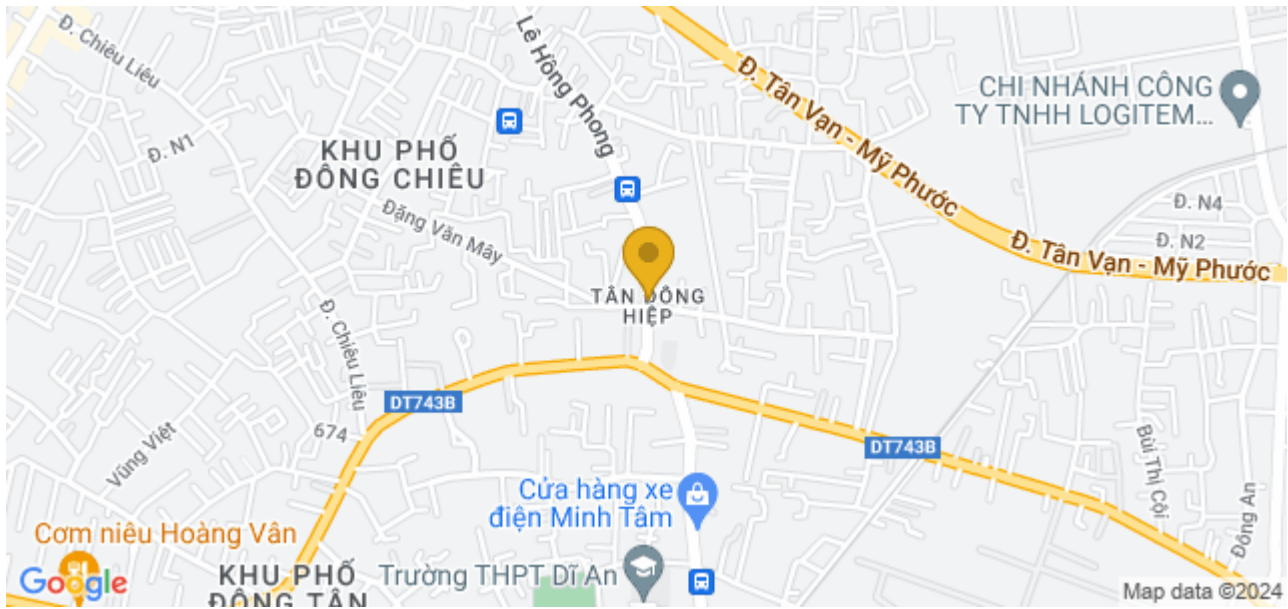 Đ. Chiêu Liêu
Lê Hồng Phong
Đ. Tân Vạn - Mỹ Phước
CHI NHÁNH CÔNG
TY TNHH LOGITEM...
Đ. N1
KHU PHỐ
ĐÔNG CHIÊU
Đặng Văn Mây
Đ. N4
Đ. N2
Đ. Tân Vạn - Mỹ Phước
TÂN ĐÔNG
HIỆP
Đ. Chiêu Liêu
DT743B
674
Vũng Việt
DT743B
Bùi Thị Cội
Cửa hàng xe
điện Minh Tâm
Cơm niêu Hoàng Vân
Đông An
Google
KHU PHỐ
ĐÔNG TÂN
Trường THPT Dĩ An
Map data ©2024